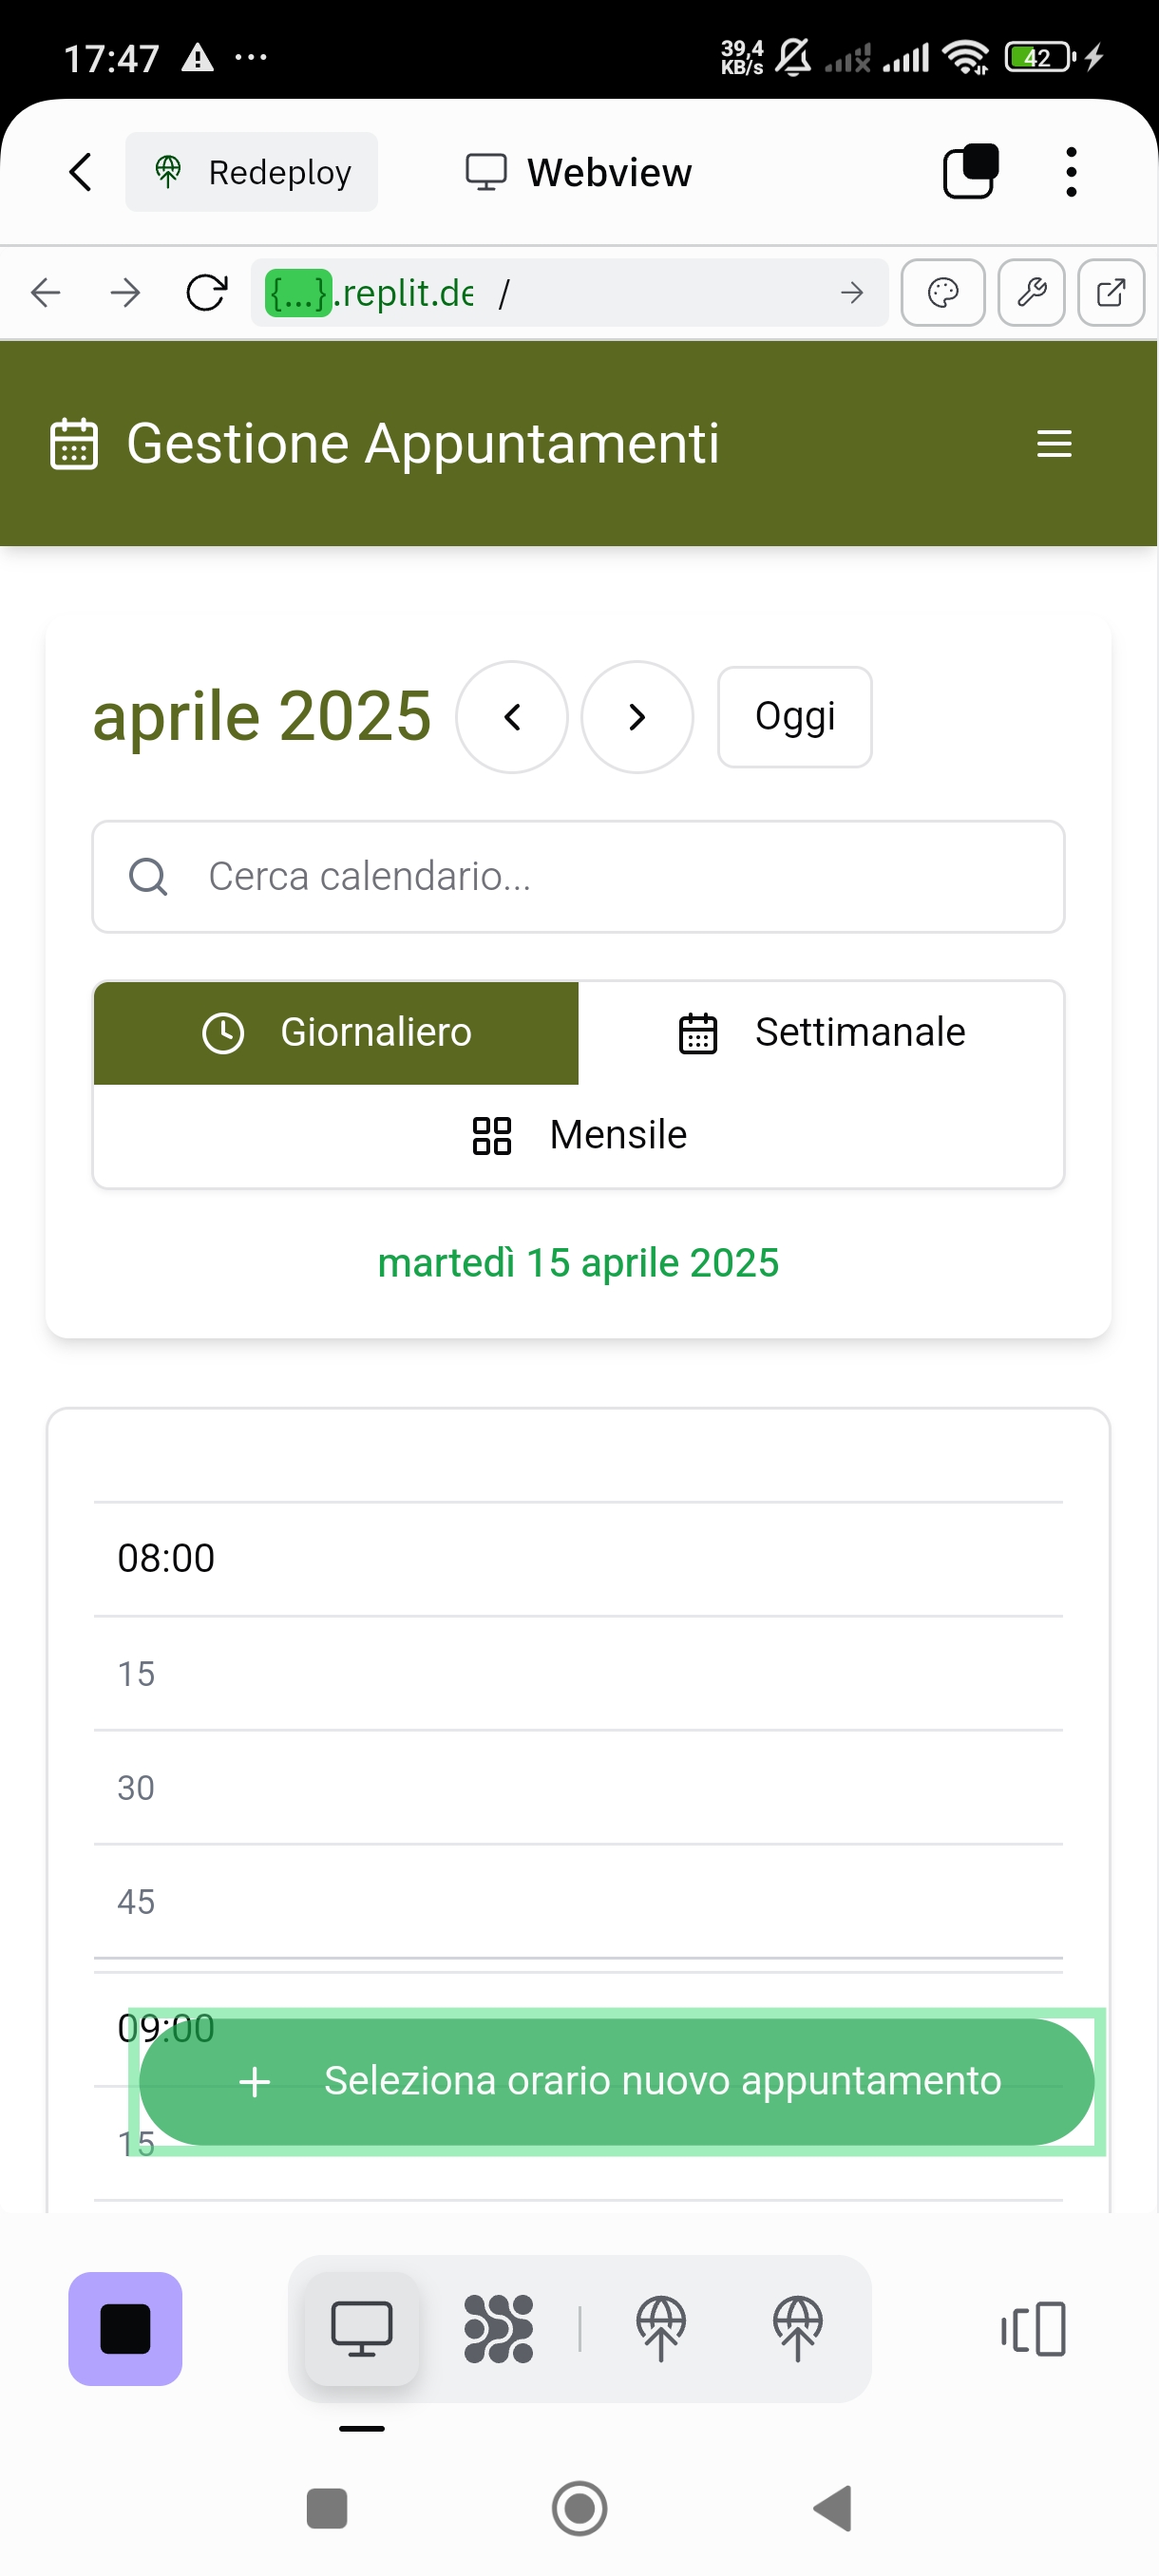 17:47
39,4
KB/s
42
Redeploy
Webview
{...}.replit.de /
Gestione Appuntamenti
aprile 2025
Oggi
Cerca calendario...
Giornaliero
Settimanale
Mensile
martedì 15 aprile 2025
08:00
15
30
45
09:00
+ Seleziona orario nuovo appuntamento
15